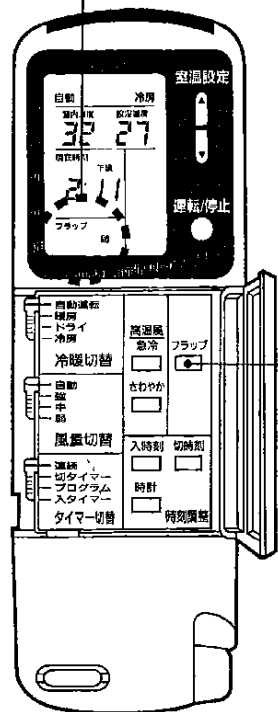 室温設定
自動 冷房
室内温度 設定温度
32 27
現在時刻
午後
2 11
フラップ
運転/停止
自動運転
暖房
ドライ
冷房
冷暖切替
高温風
急冷
フラップ
さわやか
自動
強
中
弱
風量切替
入時刻 切時刻
連続
切タイマー
プログラム
入タイマー
タイマー切替
時計
時刻調整